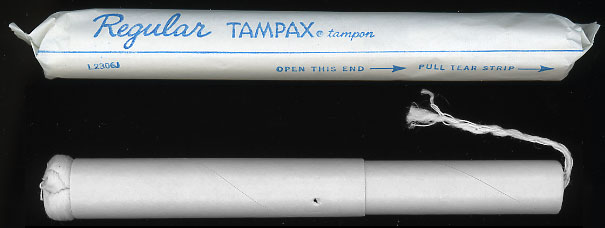 Regular TAMPAX® tampon
L2306J OPEN THIS END → PULL TEAR STRIP →